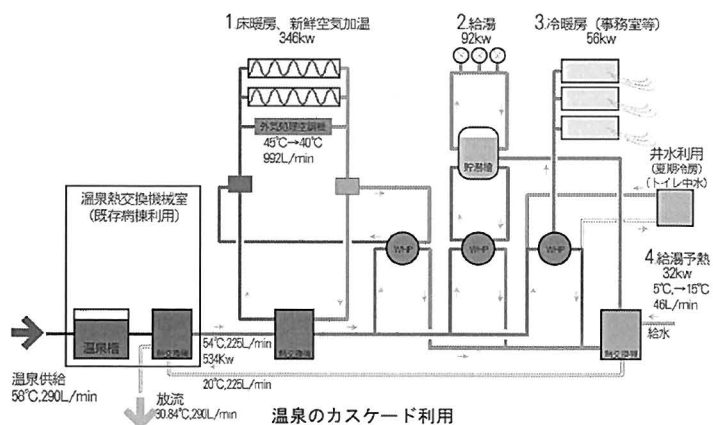 1.床暖房、新鮮空気加温
346kw
2.給湯
92kw
3.冷暖房（事務室等）
56kw
外気処理空調機
45℃→40℃
992L/min
貯湯槽
井水利用
(夏期冷房)
(トイレ中水)
温泉熱交換機械室
(既存病棟利用)
WHP
WHP
WHP
4.給湯予熱
32kw
5℃,→15℃
46L/min
給水
温泉槽
熱交換機
熱交換機
熱交換機
54℃,225L/min
534Kw
20℃,225L/min
温泉供給
58℃,290L/min
放流
30.84℃,290L/min
温泉のカスケード利用